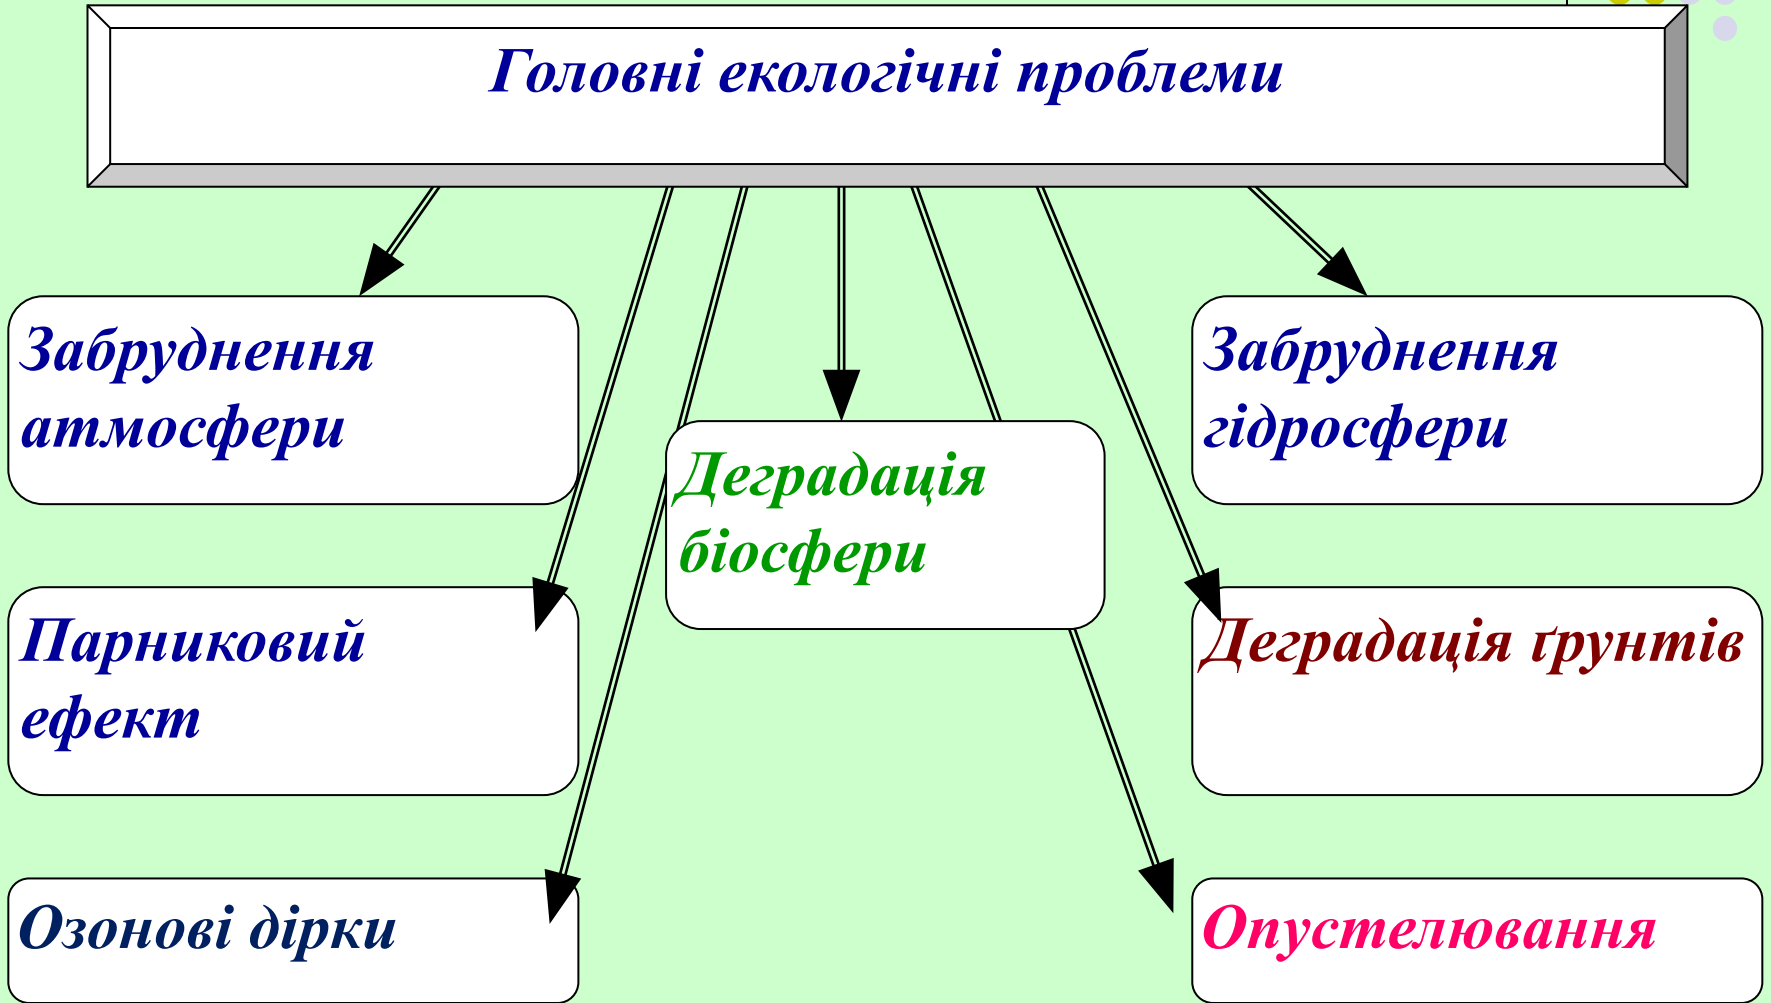 Головні екологічні проблеми
Забруднення
атмосфери
Забруднення
гідросфери
Деградація
біосфери
Парниковий
ефект
Деградація ґрунтів
Озонові дірки
Опустелювання